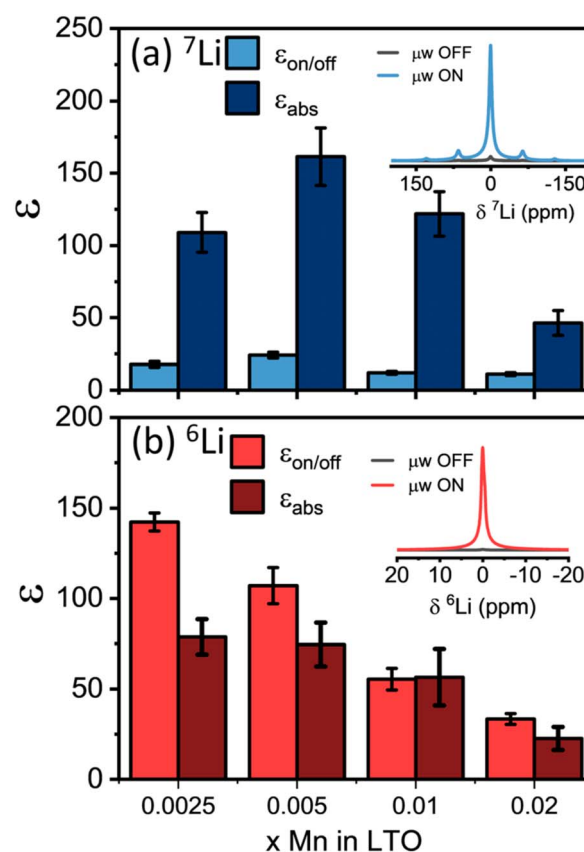 250
(a) ⁷Li
ε_on/off
ε_abs
μw OFF
μw ON
200
150
100
50
0
ε
150 0 -150
δ ⁷Li (ppm)
200
(b) ⁶Li
ε_on/off
ε_abs
μw OFF
μw ON
150
100
50
0
ε
20 10 0 -10 -20
δ ⁶Li (ppm)
0.0025 0.005 0.01 0.02
x Mn in LTO